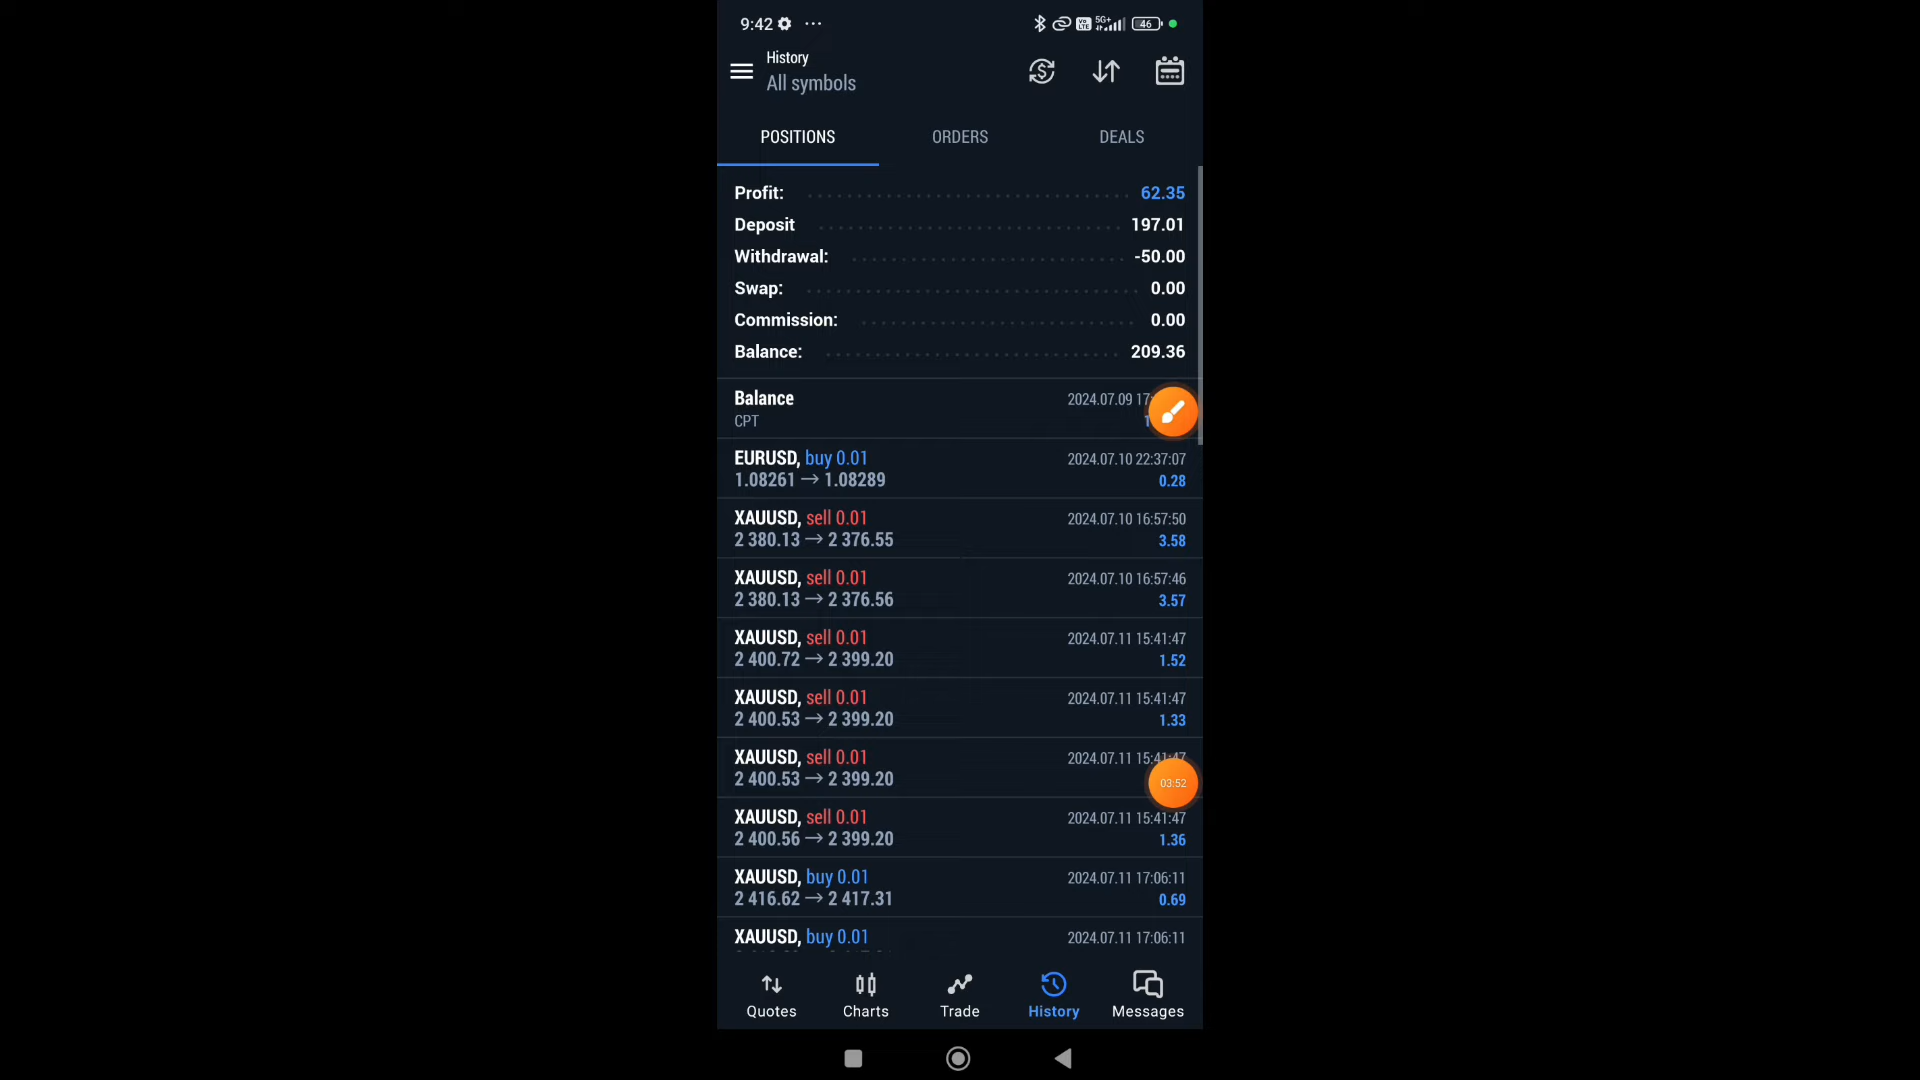 9:42 ...
VoLTE 5G+ 46
History
All symbols
POSITIONS ORDERS DEALS
Profit: 62.35
Deposit 197.01
Withdrawal: -50.00
Swap: 0.00
Commission: 0.00
Balance: 209.36
Balance 2024.07.09
CPT
EURUSD, buy 0.01 2024.07.10 22:37:07
1.08261 → 1.08289 0.28
XAUUSD, sell 0.01 2024.07.10 16:57:50
2 380.13 → 2 376.55 3.58
XAUUSD, sell 0.01 2024.07.10 16:57:46
2 380.13 → 2 376.56 3.57
XAUUSD, sell 0.01 2024.07.11 15:41:47
2 400.72 → 2 399.20 1.52
XAUUSD, sell 0.01 2024.07.11 15:41:47
2 400.53 → 2 399.20 1.33
XAUUSD, sell 0.01 2024.07.11 15:41:47
2 400.53 → 2 399.20
03:52
XAUUSD, sell 0.01 2024.07.11 15:41:47
2 400.56 → 2 399.20 1.36
XAUUSD, buy 0.01 2024.07.11 17:06:11
2 416.62 → 2 417.31 0.69
XAUUSD, buy 0.01 2024.07.11 17:06:11
Quotes Charts Trade History Messages